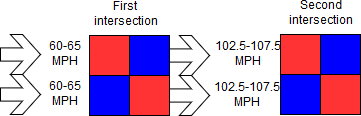 First
intersection
Second
intersection
60-65
MPH
102.5-107.5
MPH
60-65
MPH
102.5-107.5
MPH